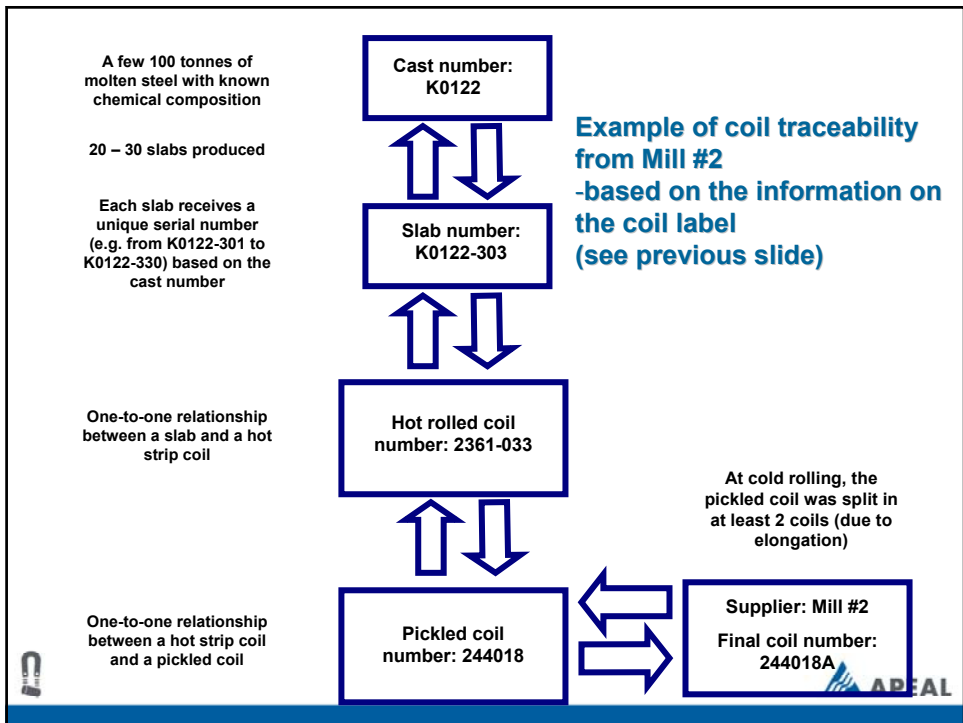 A few 100 tonnes of
molten steel with known
chemical composition
Cast number:
K0122
20 – 30 slabs produced
Example of coil traceability
from Mill #2
-based on the information on
the coil label
(see previous slide)
Each slab receives a
unique serial number
(e.g. from K0122-301 to
K0122-330) based on the
cast number
Slab number:
K0122-303
One-to-one relationship
between a slab and a hot
strip coil
Hot rolled coil
number: 2361-033
At cold rolling, the
pickled coil was split in
at least 2 coils (due to
elongation)
One-to-one relationship
between a hot strip coil
and a pickled coil
Pickled coil
number: 244018
Supplier: Mill #2
Final coil number:
244018A
APEAL